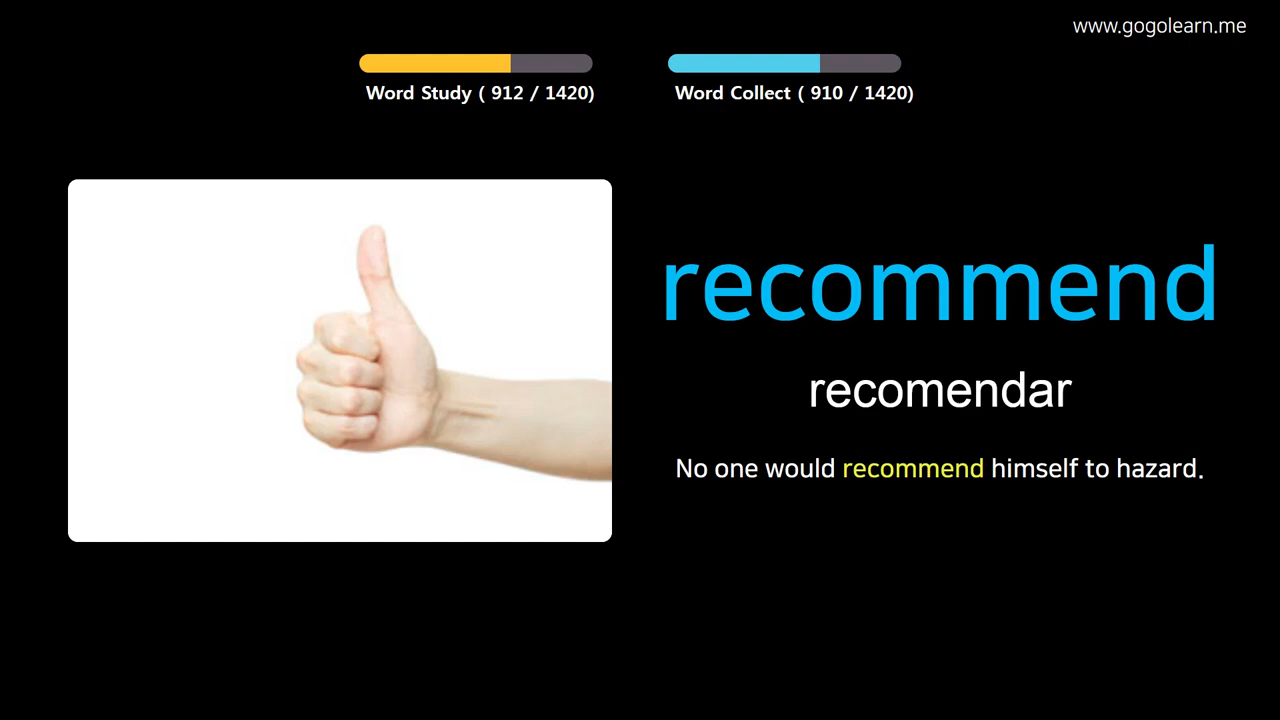 www.gogolearn.me
Word Study ( 912 / 1420)
Word Collect ( 910 / 1420)
recommend
recomendar
No one would recommend himself to hazard.